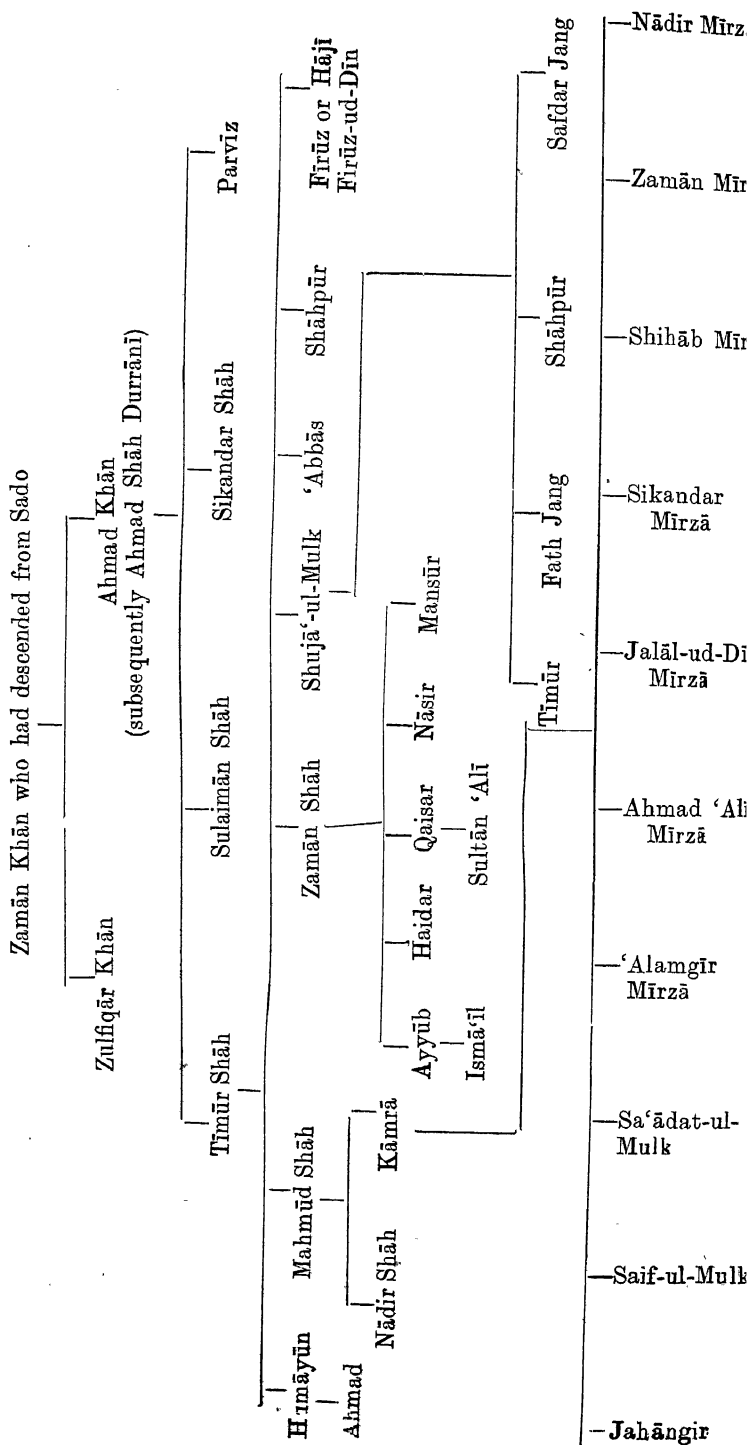 Zamān Khān who had descended from Sado
Zulfiqār Khān
Ahmad Khān
(subsequently Ahmad Shāh Durrānī)
Tīmūr Shāh
Sulaimān Shāh
Sikandar Shāh
Parvīz
Humāyūn
Mahmūd Shāh
Zamān Shāh
Shujā‘-ul-Mulk
‘Abbās
Shāhpūr
Fīrūz or Hājī
Fīrūz-ud-Dīn
Ahmad
Nādir Shāh
Kāmrā
Ayyūb
Haidar
Qaisar
Nāsir
Mansūr
Ismā‘īl
Sultān ‘Alī
Tīmūr
Fath Jang
Shāhpūr
Safdar Jang
Jahāngir
Saif-ul-Mulk
Sa‘ādat-ul-
Mulk
‘Alamgīr
Mīrzā
Ahmad ‘Alī
Mīrzā
Jalāl-ud-Dī
Mīrzā
Sikandar
Mīrzā
Shihāb Mīr
Zamān Mīr
Nādir Mīrz